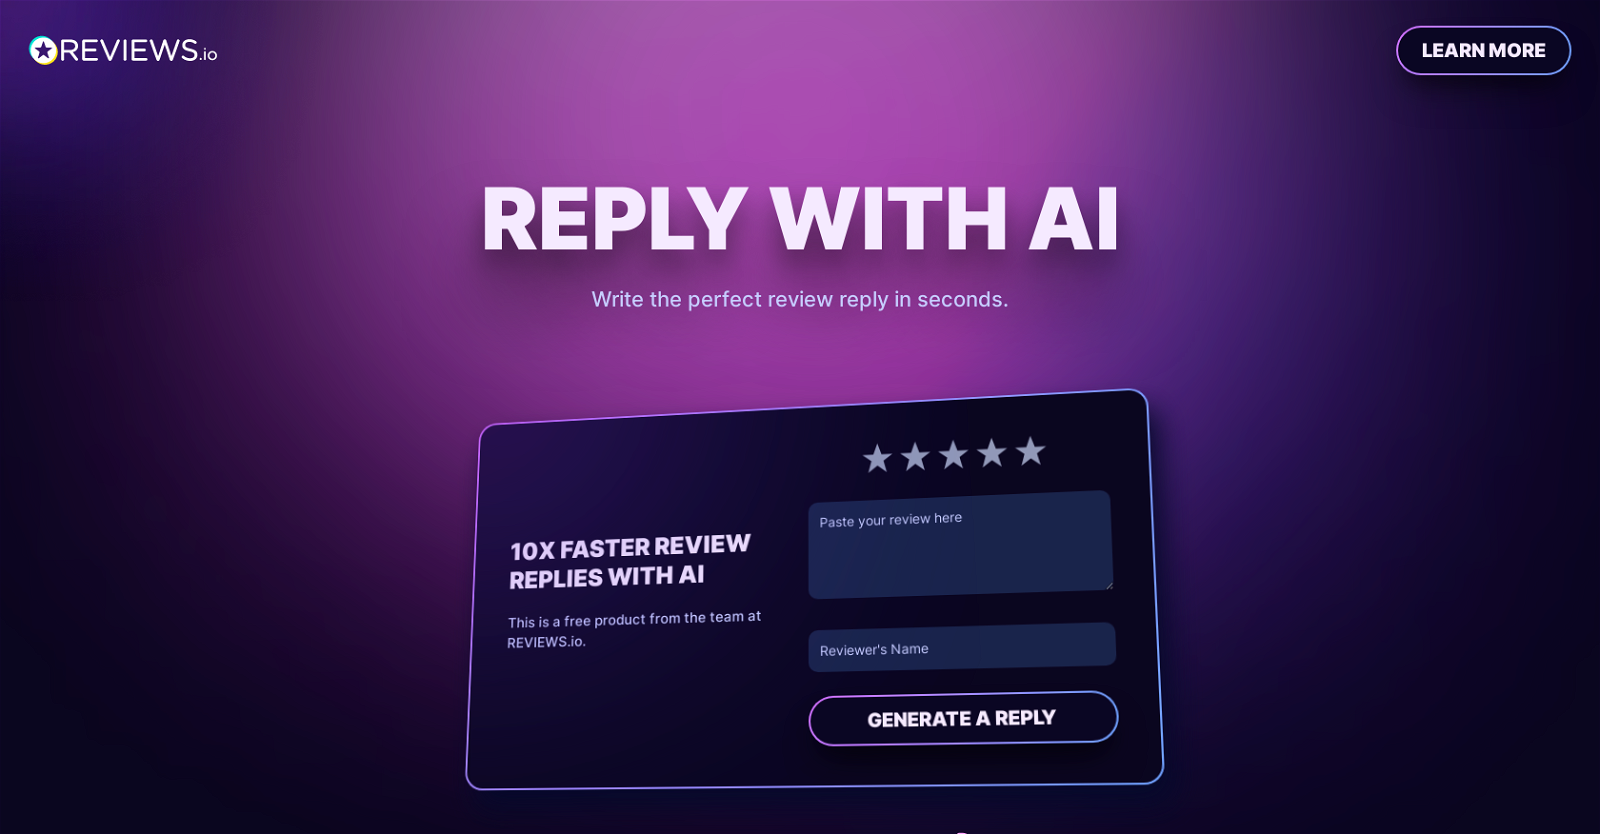 REVIEWS.io
LEARN MORE
REPLY WITH AI
Write the perfect review reply in seconds.
10X FASTER REVIEW
REPLIES WITH AI
This is a free product from the team at
REVIEWS.io.
Paste your review here
Reviewer's Name
GENERATE A REPLY